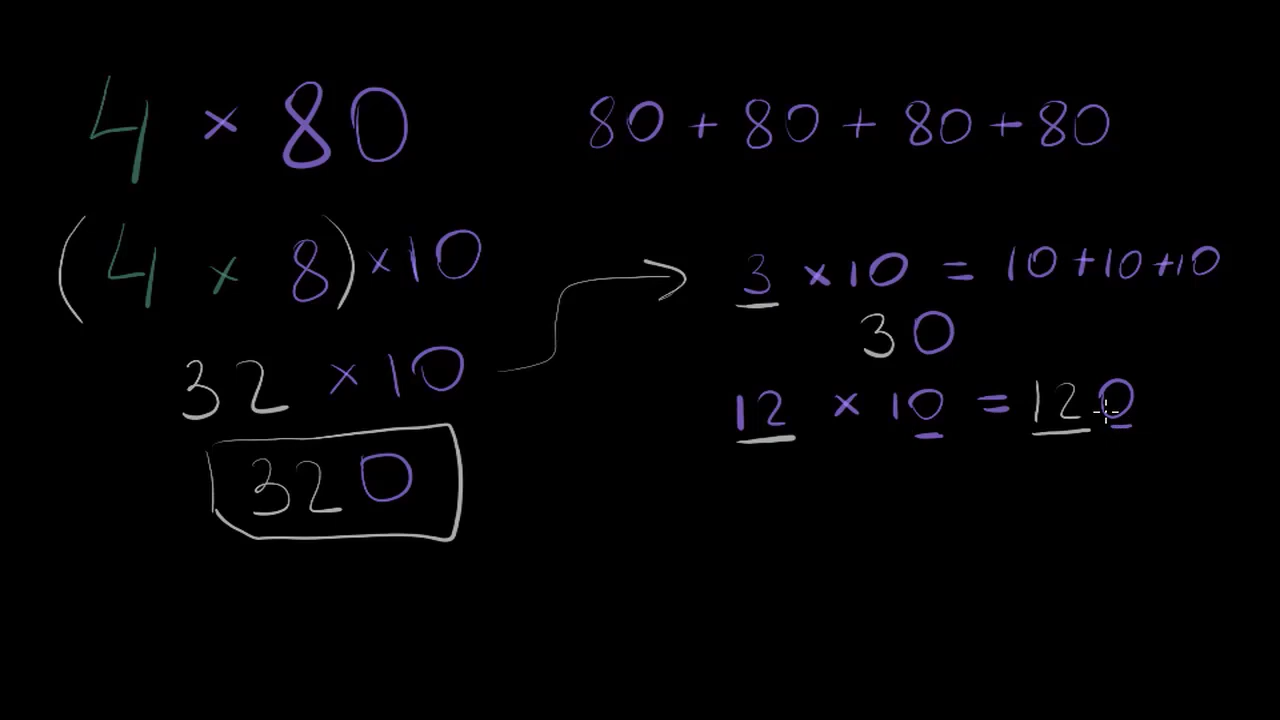 4 × 80
80 + 80 + 80 + 80
(4 × 8) × 10
3 × 10 = 10 + 10 + 10
30
32 × 10
12 × 10 = 120
320